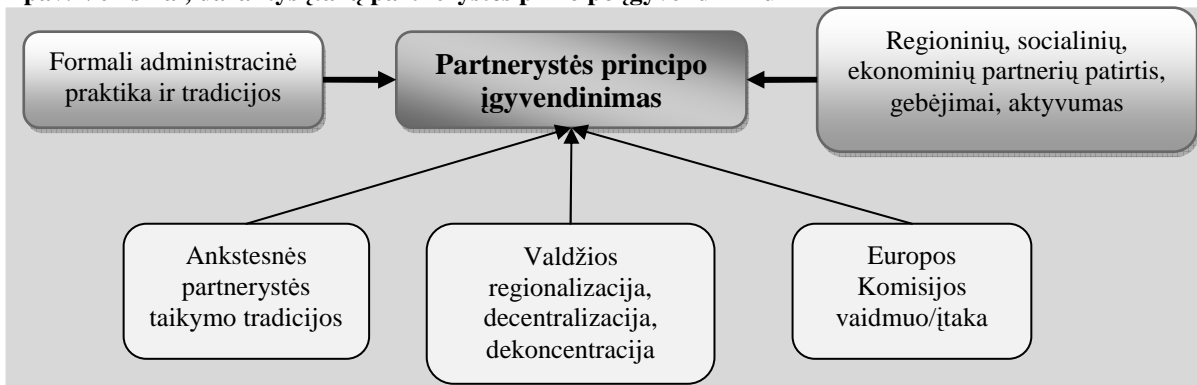 Formali administracinė
praktika ir tradicijos
Partnerystės principo
įgyvendinimas
Regioninių, socialinių,
ekonominių partnerių patirtis,
gebėjimai, aktyvumas
Ankstesnės
partnerystės
taikymo tradicijos
Valdžios
regionalizacija,
decentralizacija,
dekoncentracija
Europos
Komisijos
vaidmuo/įtaka